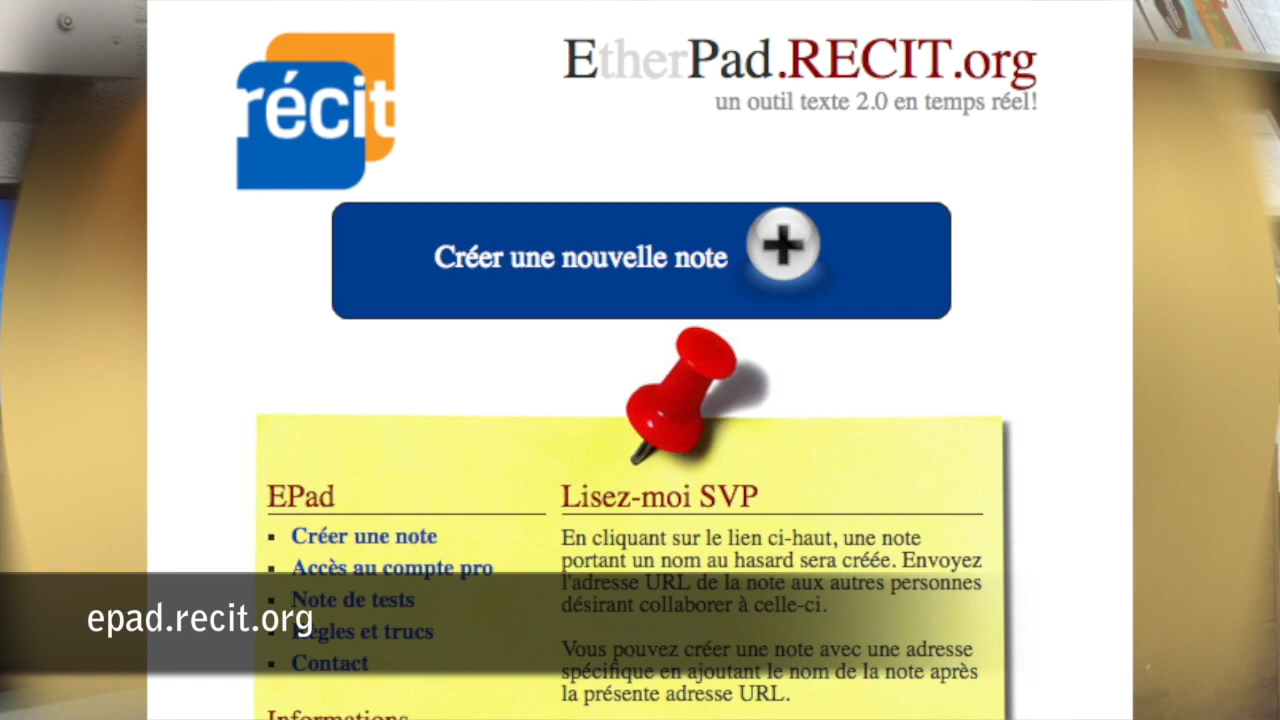 récit
EtherPad.RECIT.org
un outil texte 2.0 en temps réel!
Créer une nouvelle note
EPad
Créer une note
Accès au compte pro
Note de tests
Règles et trucs
Contact
Informations
Lisez-moi SVP
En cliquant sur le lien ci-haut, une note
portant un nom au hasard sera créée. Envoyez
l'adresse URL de la note aux autres personnes
désirant collaborer à celle-ci.
Vous pouvez créer une note avec une adresse
spécifique en ajoutant le nom de la note après
la présente adresse URL.
epad.recit.org